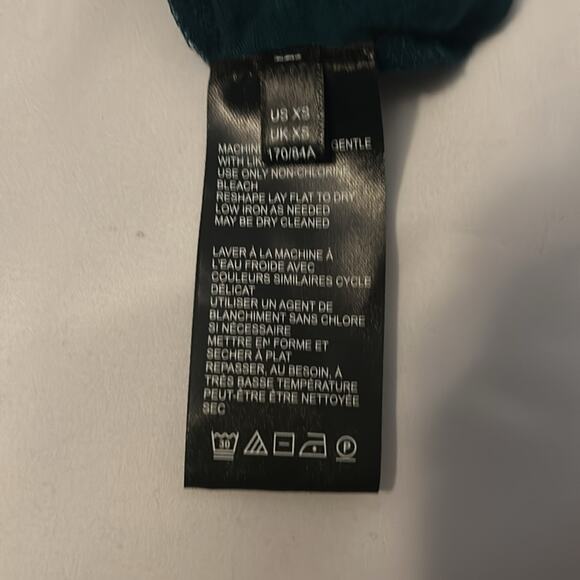 US XS
UK XS
170/84A
GENTLE
WITH
USE ONLY NON-CHLORINE
BLEACH
RESHAPE LAY FLAT TO DRY
LOW IRON AS NEEDED
MAY BE DRY CLEANED
LAVER À LA MACHINE À
L'EAU FROIDE AVEC
COULEURS SIMILAIRES CYCLE
DÉLICAT
UTILISER UN AGENT DE
BLANCHIMENT SANS CHLORE
SI NÉCESSAIRE
METTRE EN FORME ET
SECHER À PLAT
REPASSER, AU BESOIN, À
TRÈS BASSE TEMPÉRATURE
PEUT-ÊTRE ÊTRE NETTOYÉE
SEC
30 P